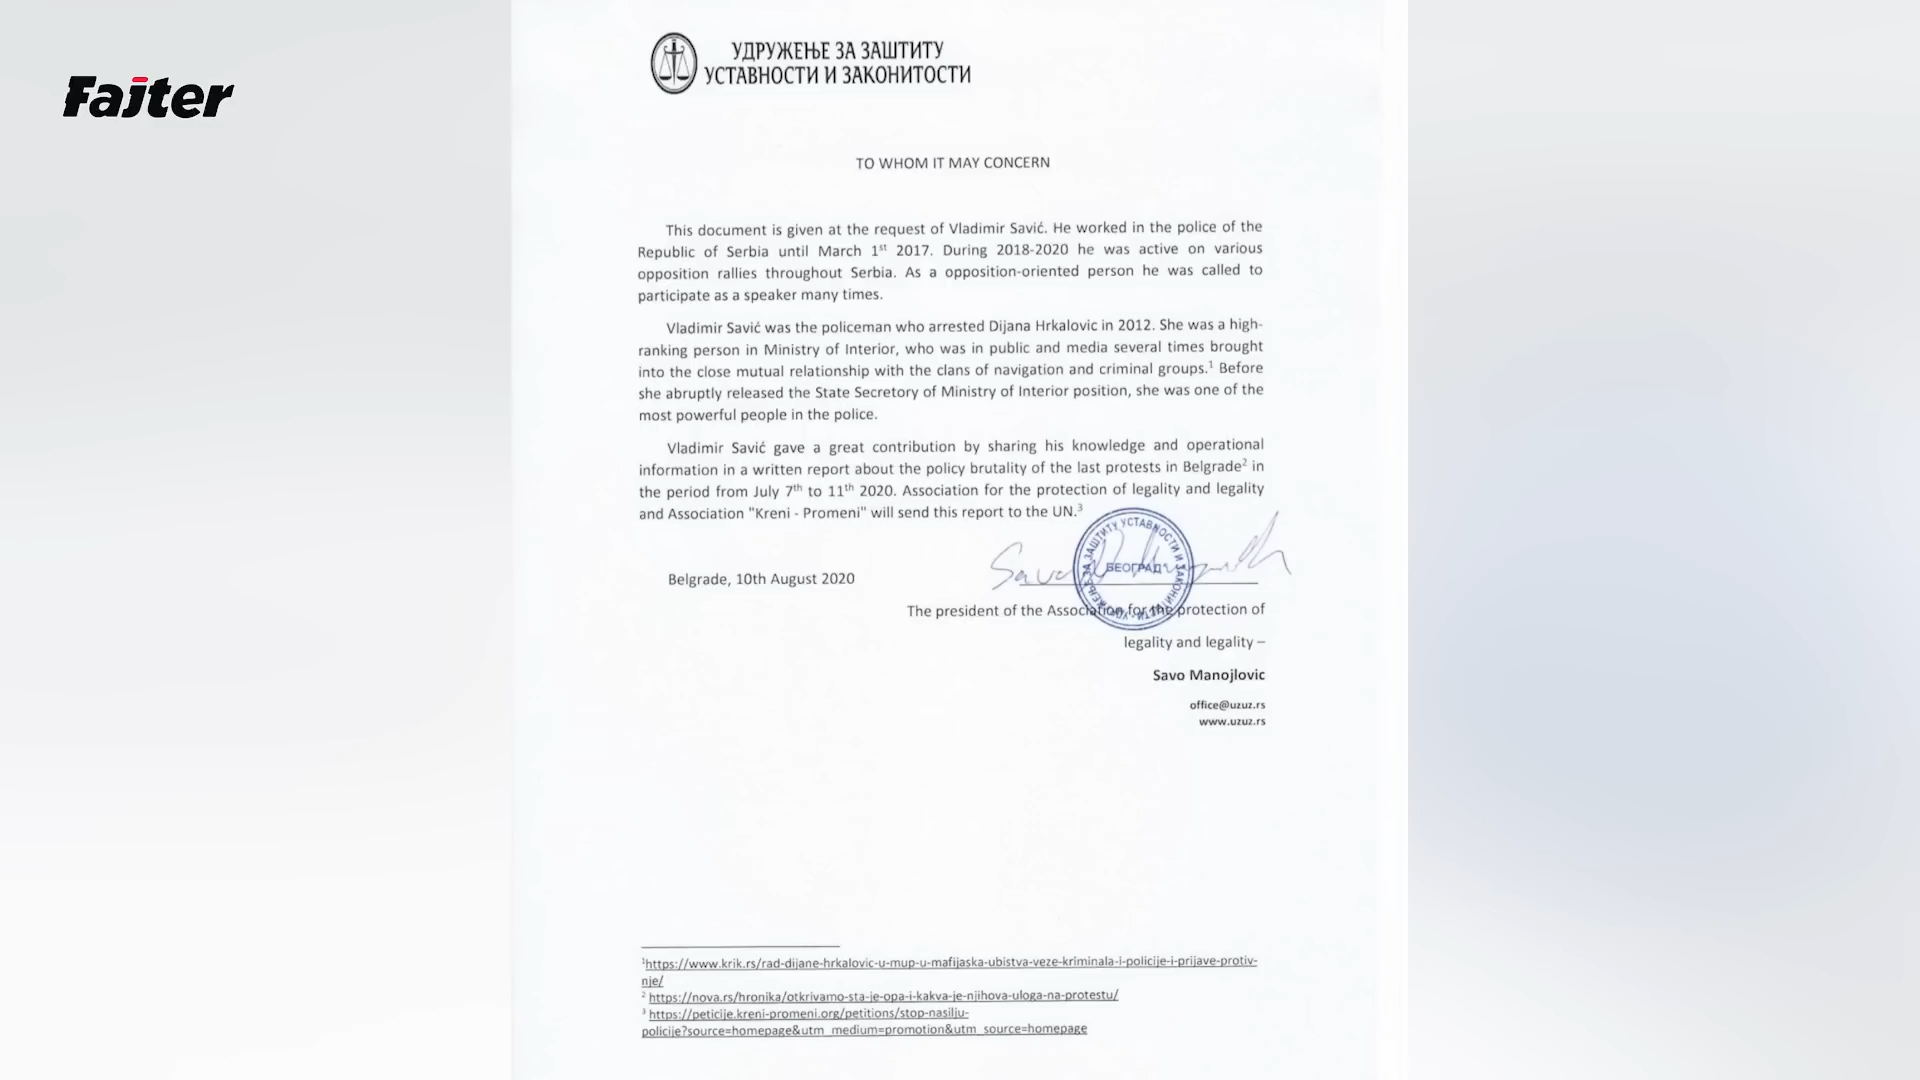 Fajter
УДРУЖЕЊЕ ЗА ЗАШТИТУ
УСТАВНОСТИ И ЗАКОНИТОСТИ
TO WHOM IT MAY CONCERN
This document is given at the request of Vladimir Savić. He worked in the police of the
Republic of Serbia until March 1st 2017. During 2018-2020 he was active on various
opposition rallies throughout Serbia. As a opposition-oriented person he was called to
participate as a speaker many times.
Vladimir Savić was the policeman who arrested Dijana Hrkalovic in 2012. She was a high-
ranking person in Ministry of Interior, who was in public and media several times brought
into the close mutual relationship with the clans of navigation and criminal groups.1 Before
she abruptly released the State Secretary of Ministry of Interior position, she was one of the
most powerful people in the police.
Vladimir Savić gave a great contribution by sharing his knowledge and operational
information in a written report about the policy brutality of the last protests in Belgrade2 in
the period from July 7th to 11th 2020. Association for the protection of legality and legality
and Association "Kreni - Promeni" will send this report to the UN.3
Belgrade, 10th August 2020
БЕОГРАД
The president of the Association for the protection of
legality and legality –
Savo Manojlovic
office@uzuz.rs
www.uzuz.rs
1https://www.krik.rs/rad-dijane-hrkalovic-u-mup-u-mafijaska-ubistva-veze-kriminala-i-policije-i-prijave-protiv-
nje/
2 https://nova.rs/hronika/otkrivamo-sta-je-opa-i-kakva-je-njihova-uloga-na-protestu/
3 https://peticije.kreni-promeni.org/petitions/stop-nasilju-
policije?source=homepage&utm_medium=promotion&utm_source=homepage